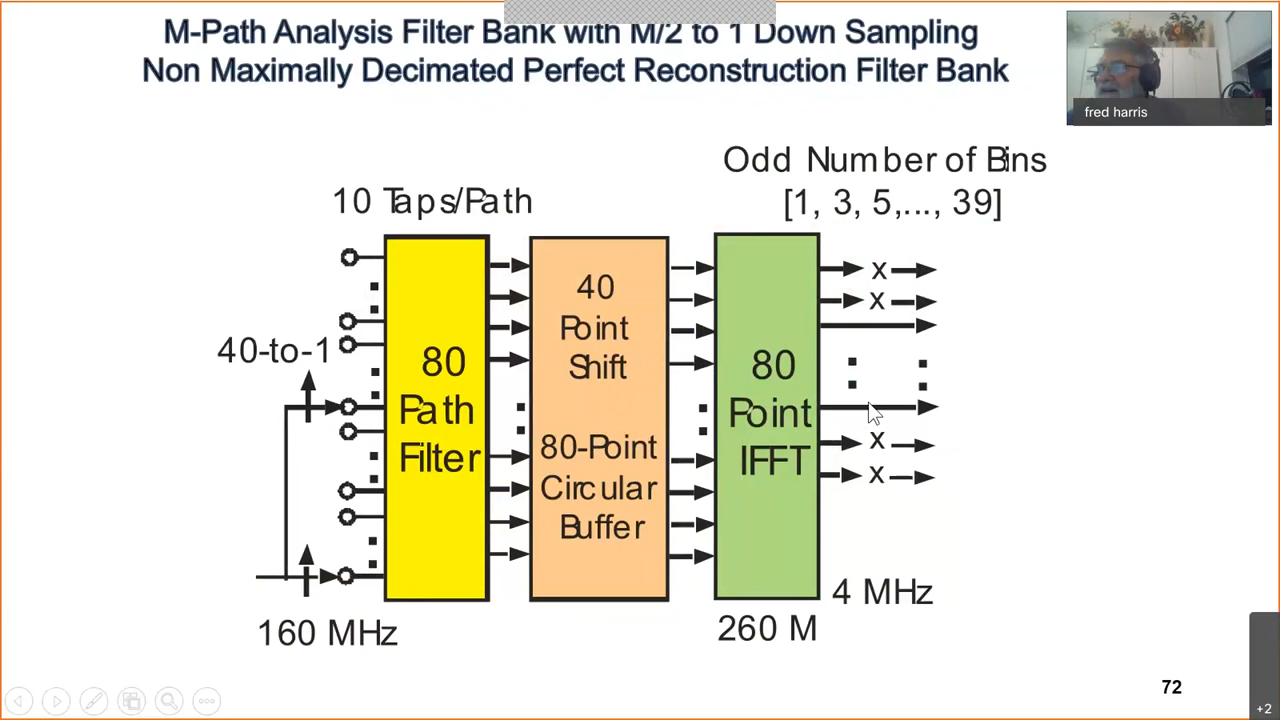 M-Path Analysis Filter Bank with M/2 to 1 Down Sampling
Non Maximally Decimated Perfect Reconstruction Filter Bank
fred harris
Odd Number of Bins
[1, 3, 5,..., 39]
10 Taps/Path
40-to-1
80
Path
Filter
40
Point
Shift
80-Point
Circular
Buffer
80
Point
IFFT
x
x
x
x
160 MHz
4 MHz
260 M
72
+2